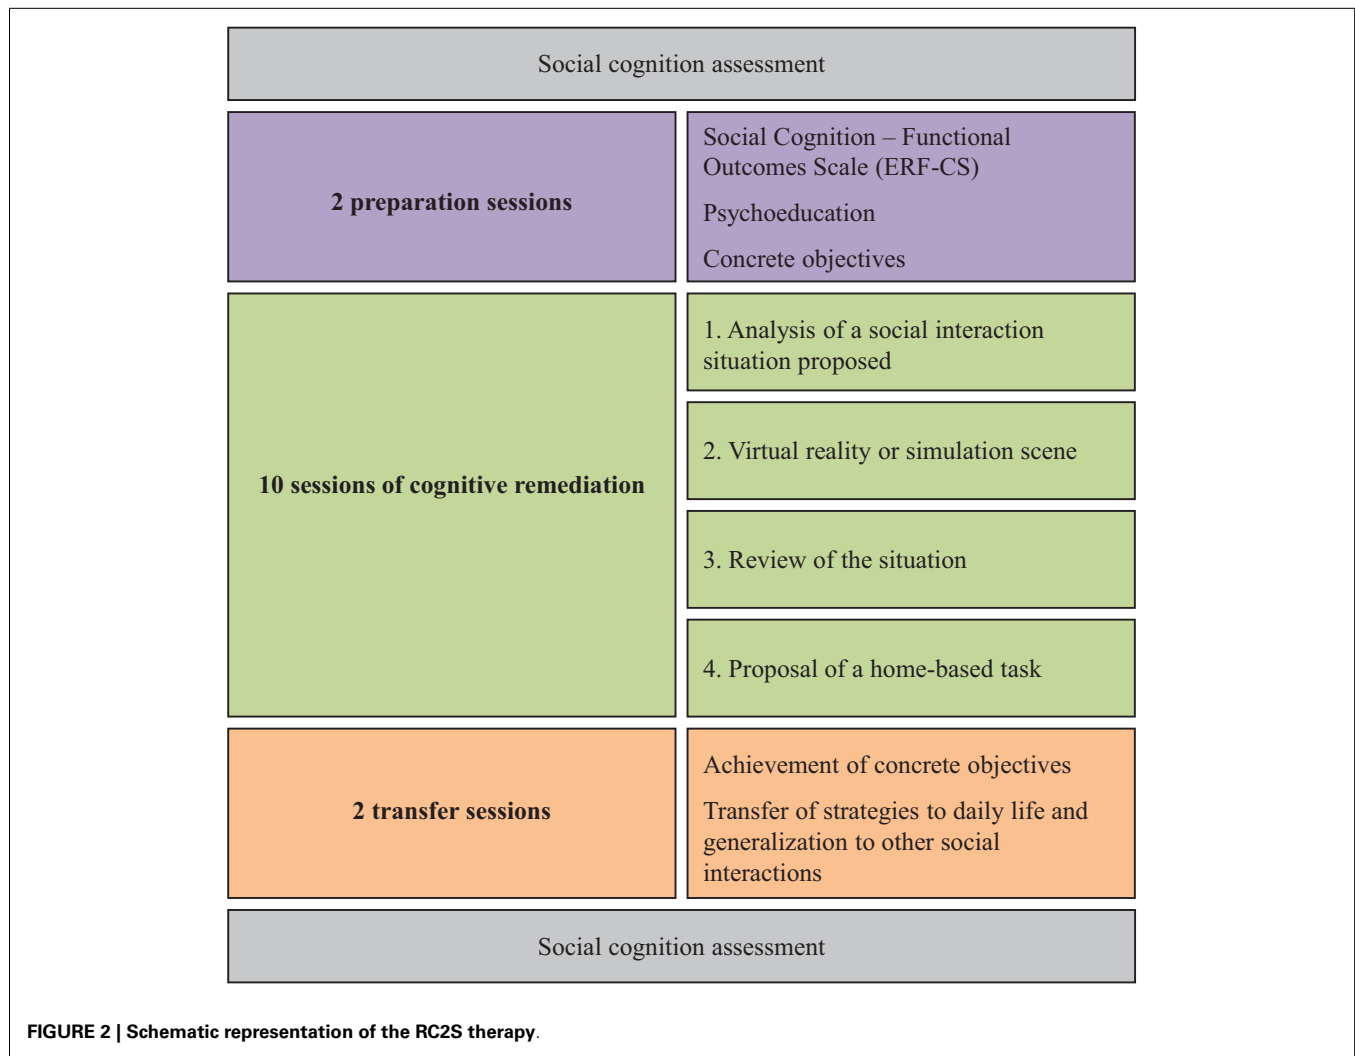 Social cognition assessment
2 preparation sessions
Social Cognition – Functional
Outcomes Scale (ERF-CS)
Psychoeducation
Concrete objectives
10 sessions of cognitive remediation
1. Analysis of a social interaction
situation proposed
2. Virtual reality or simulation scene
3. Review of the situation
4. Proposal of a home-based task
2 transfer sessions
Achievement of concrete objectives
Transfer of strategies to daily life and
generalization to other social
interactions
Social cognition assessment
FIGURE 2 | Schematic representation of the RC2S therapy.